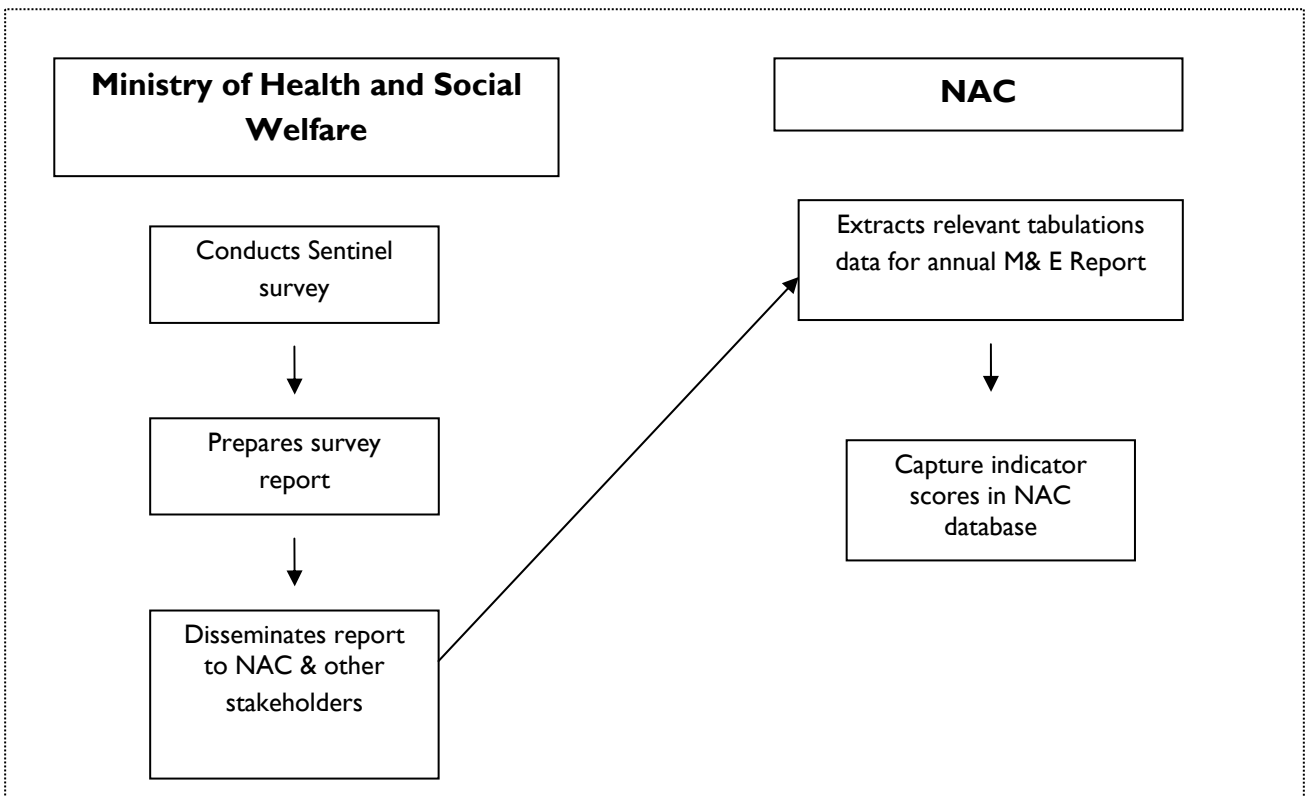 Ministry of Health and Social
Welfare
Conducts Sentinel
survey
Prepares survey
report
Disseminates report
to NAC & other
stakeholders
NAC
Extracts relevant tabulations
data for annual M& E Report
Capture indicator
scores in NAC
database